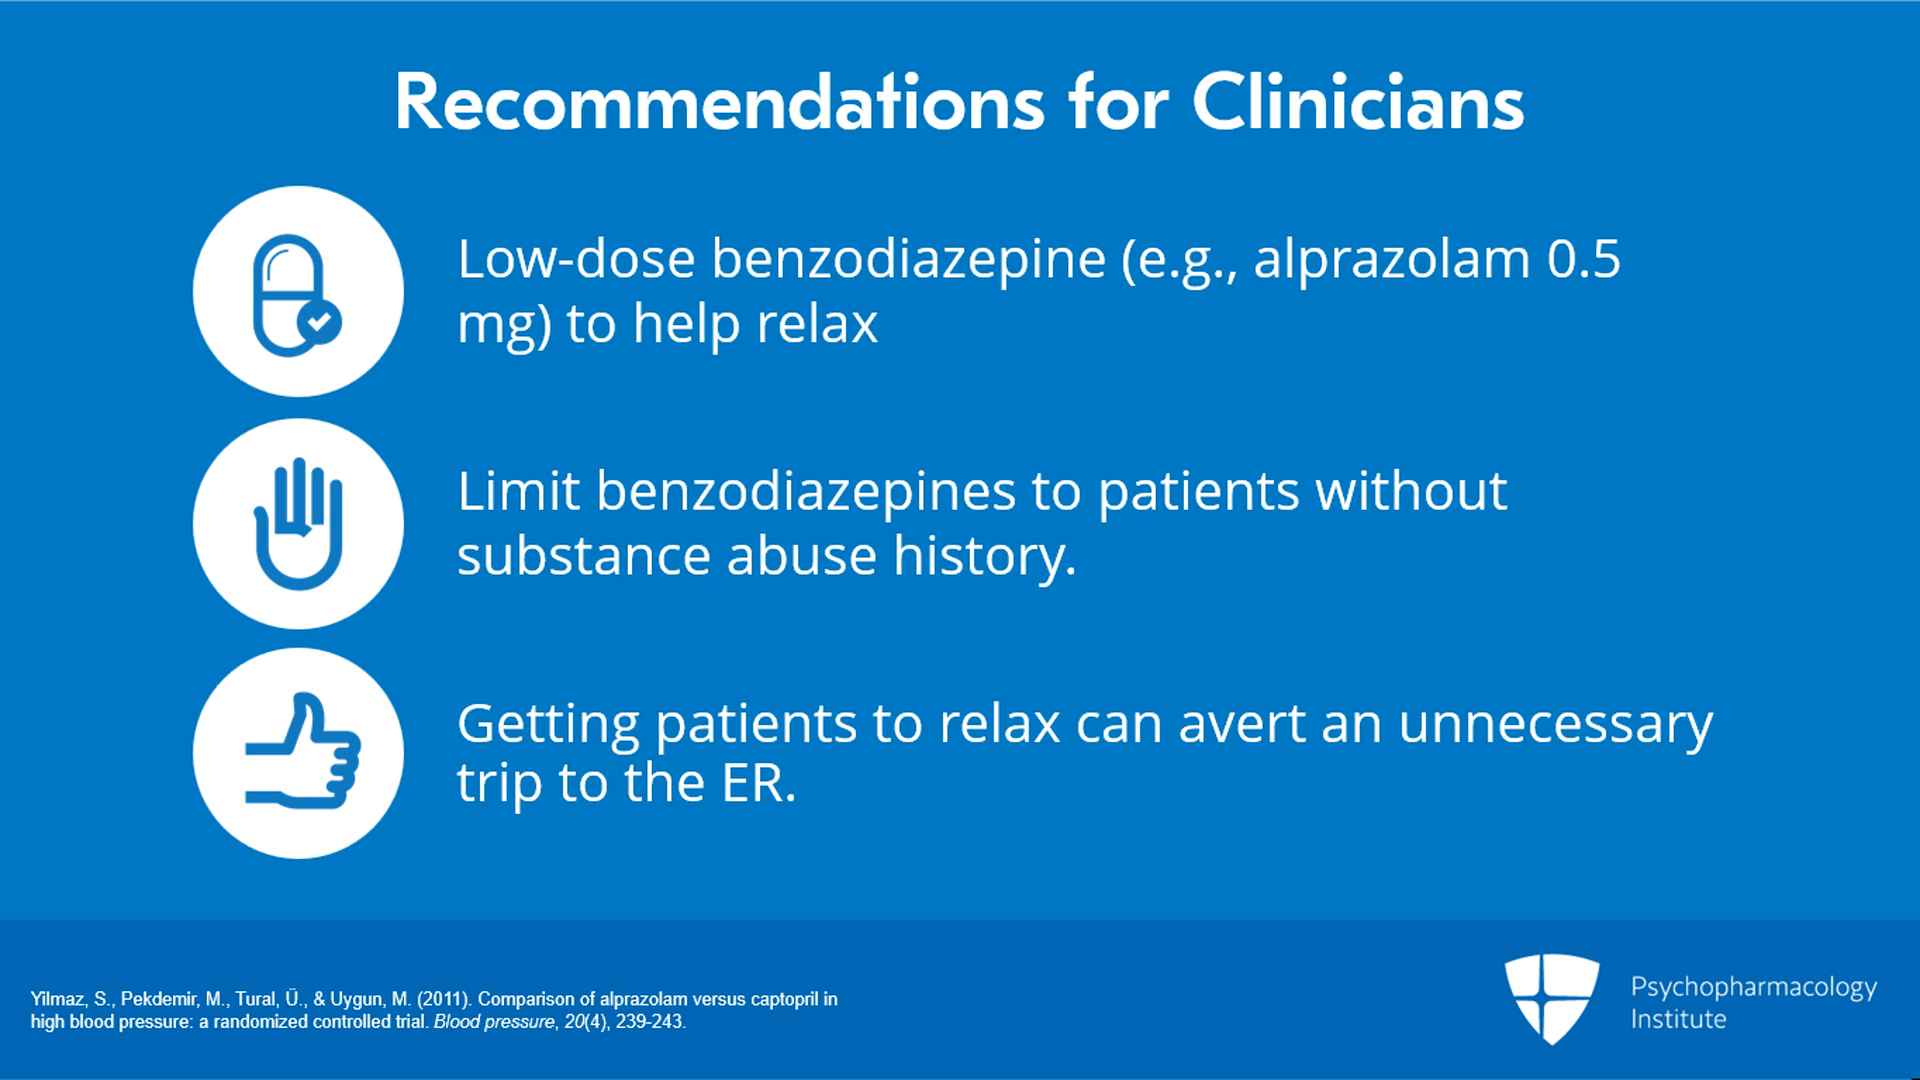 Recommendations for Clinicians
Low-dose benzodiazepine (e.g., alprazolam 0.5
mg) to help relax
Limit benzodiazepines to patients without
substance abuse history.
Getting patients to relax can avert an unnecessary
trip to the ER.
Yilmaz, S., Pekdemir, M., Tural, Ü., & Uygun, M. (2011). Comparison of alprazolam versus captopril in
high blood pressure: a randomized controlled trial. Blood pressure, 20(4), 239-243.
Psychopharmacology
Institute